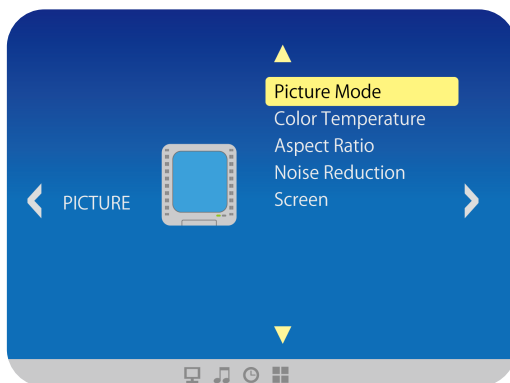 PICTURE
Picture Mode
Color Temperature
Aspect Ratio
Noise Reduction
Screen